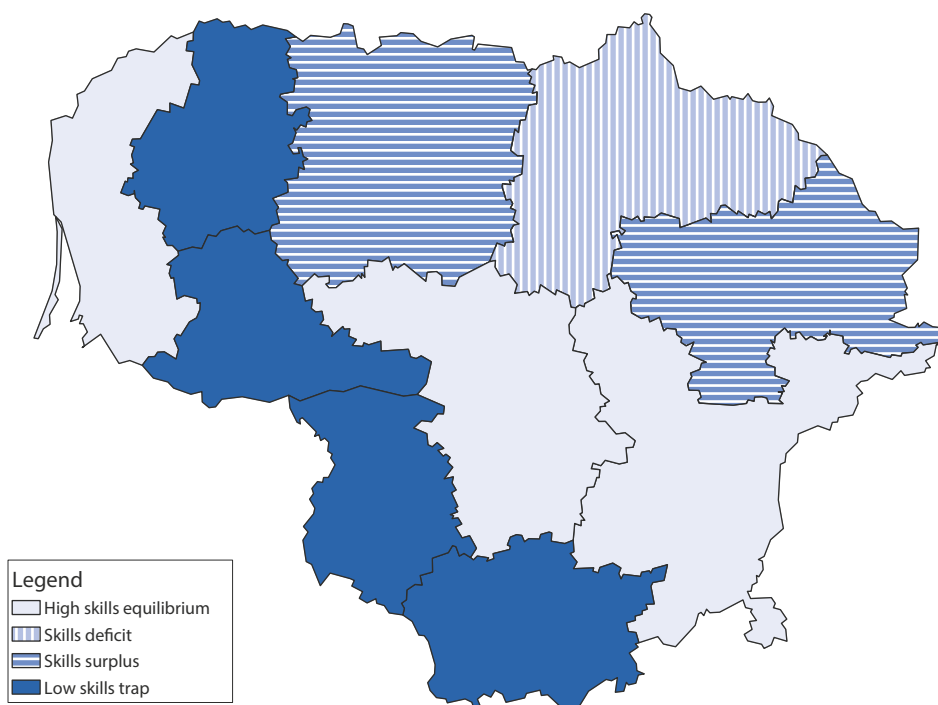 Legend
High skills equilibrium
Skills deficit
Skills surplus
Low skills trap